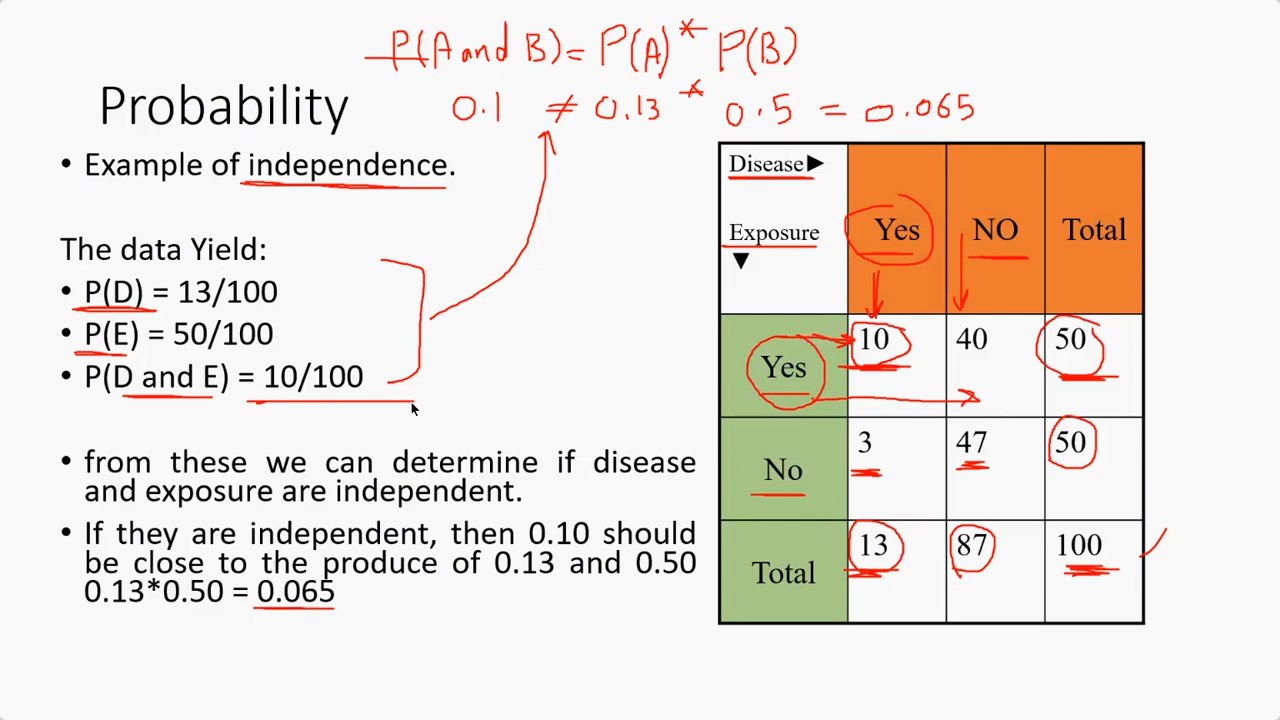 P(A and B) = P(A) * P(B)
0.1 ≠ 0.13 * 0.5 = 0.065
Probability
• Example of independence.
The data Yield:
• P(D) = 13/100
• P(E) = 50/100
• P(D and E) = 10/100
• from these we can determine if disease
and exposure are independent.
• If they are independent, then 0.10 should
be close to the produce of 0.13 and 0.50
0.13*0.50 = 0.065
Disease►
Exposure
▼
Yes NO Total
Yes 10 40 50
No 3 47 50
Total 13 87 100